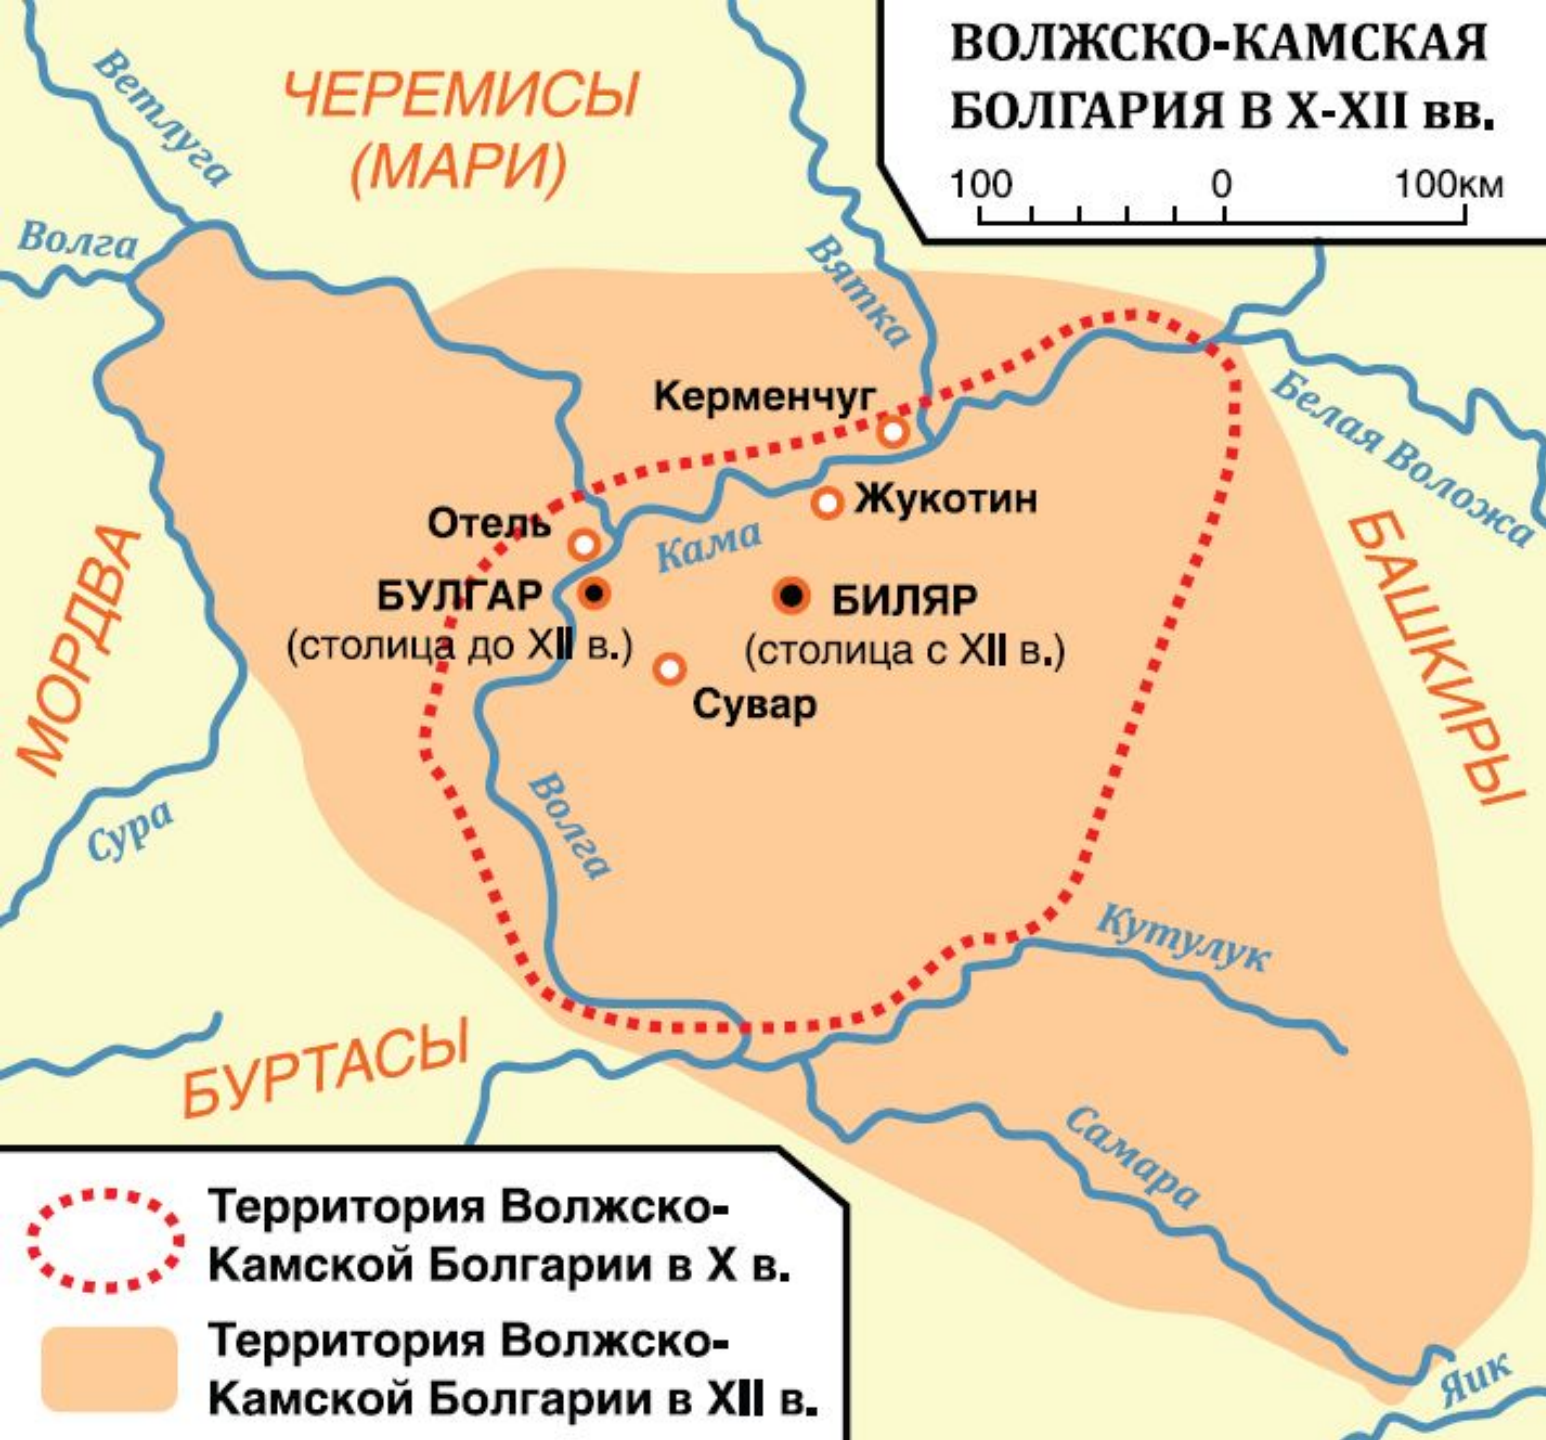 ВОЛЖСКО-КАМСКАЯ
БОЛГАРИЯ В X-XII вв.
100 0 100км
Ветлуга
ЧЕРЕМИСЫ
(МАРИ)
Волга
Вятка
Керменчуг
Белая Воложа
Жукотин
Отель
Кама
БУЛГАР
(столица до XII в.)
БИЛЯР
(столица с XII в.)
Сувар
МОРДВА
БАШКИРЫ
Сура
Волга
Кутулук
БУРТАСЫ
Самара
Яик
Территория Волжско-
Камской Болгарии в X в.
Территория Волжско-
Камской Болгарии в XII в.